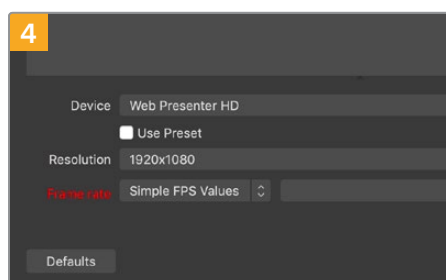 4
Device Web Presenter HD
Use Preset
Resolution 1920x1080
Frame rate Simple FPS Values
Defaults